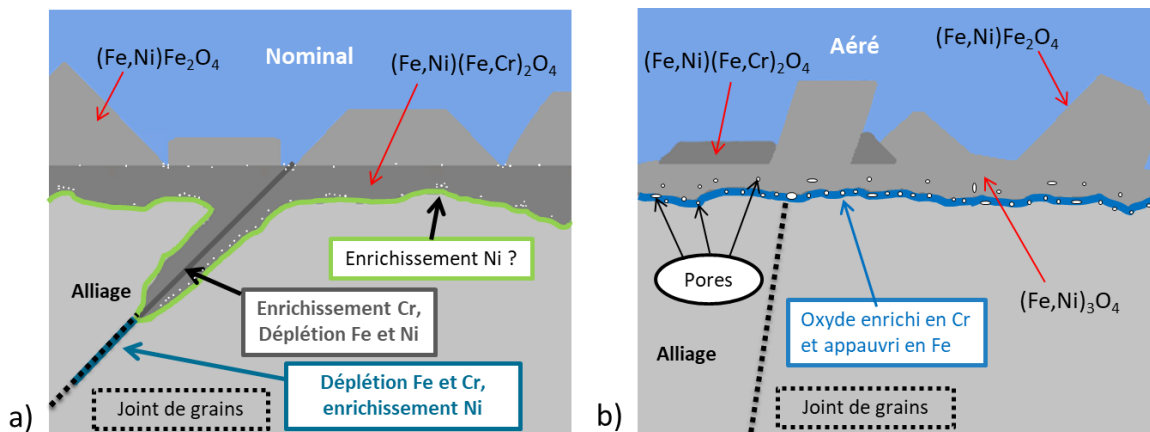 (Fe,Ni)Fe₂O₄
Nominal
(Fe,Ni)(Fe,Cr)₂O₄
Enrichissement Ni ?
Alliage
Enrichissement Cr,
Déplétion Fe et Ni
Déplétion Fe et Cr,
enrichissement Ni
Joint de grains
a)
(Fe,Ni)(Fe,Cr)₂O₄
Aéré
(Fe,Ni)Fe₂O₄
Pores
(Fe,Ni)₃O₄
Oxyde enrichi en Cr
et appauvri en Fe
Alliage
Joint de grains
b)